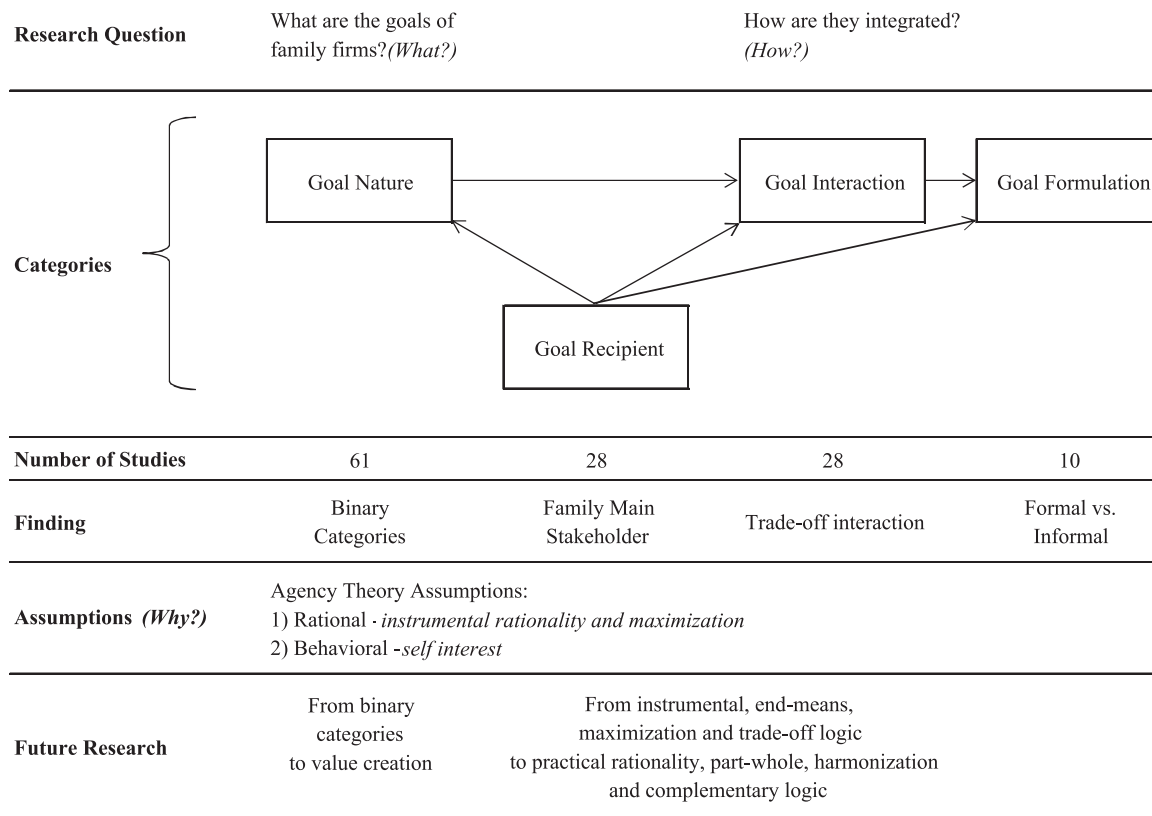 Research Question
What are the goals of
family firms?(What?)
How are they integrated?
(How?)
Categories
Goal Nature
Goal Interaction
Goal Formulation
Goal Recipient
Number of Studies
61
28
28
10
Finding
Binary
Categories
Family Main
Stakeholder
Trade-off interaction
Formal vs.
Informal
Assumptions (Why?)
Agency Theory Assumptions:
1) Rational - instrumental rationality and maximization
2) Behavioral -self interest
Future Research
From binary
categories
to value creation
From instrumental, end-means,
maximization and trade-off logic
to practical rationality, part-whole, harmonization
and complementary logic